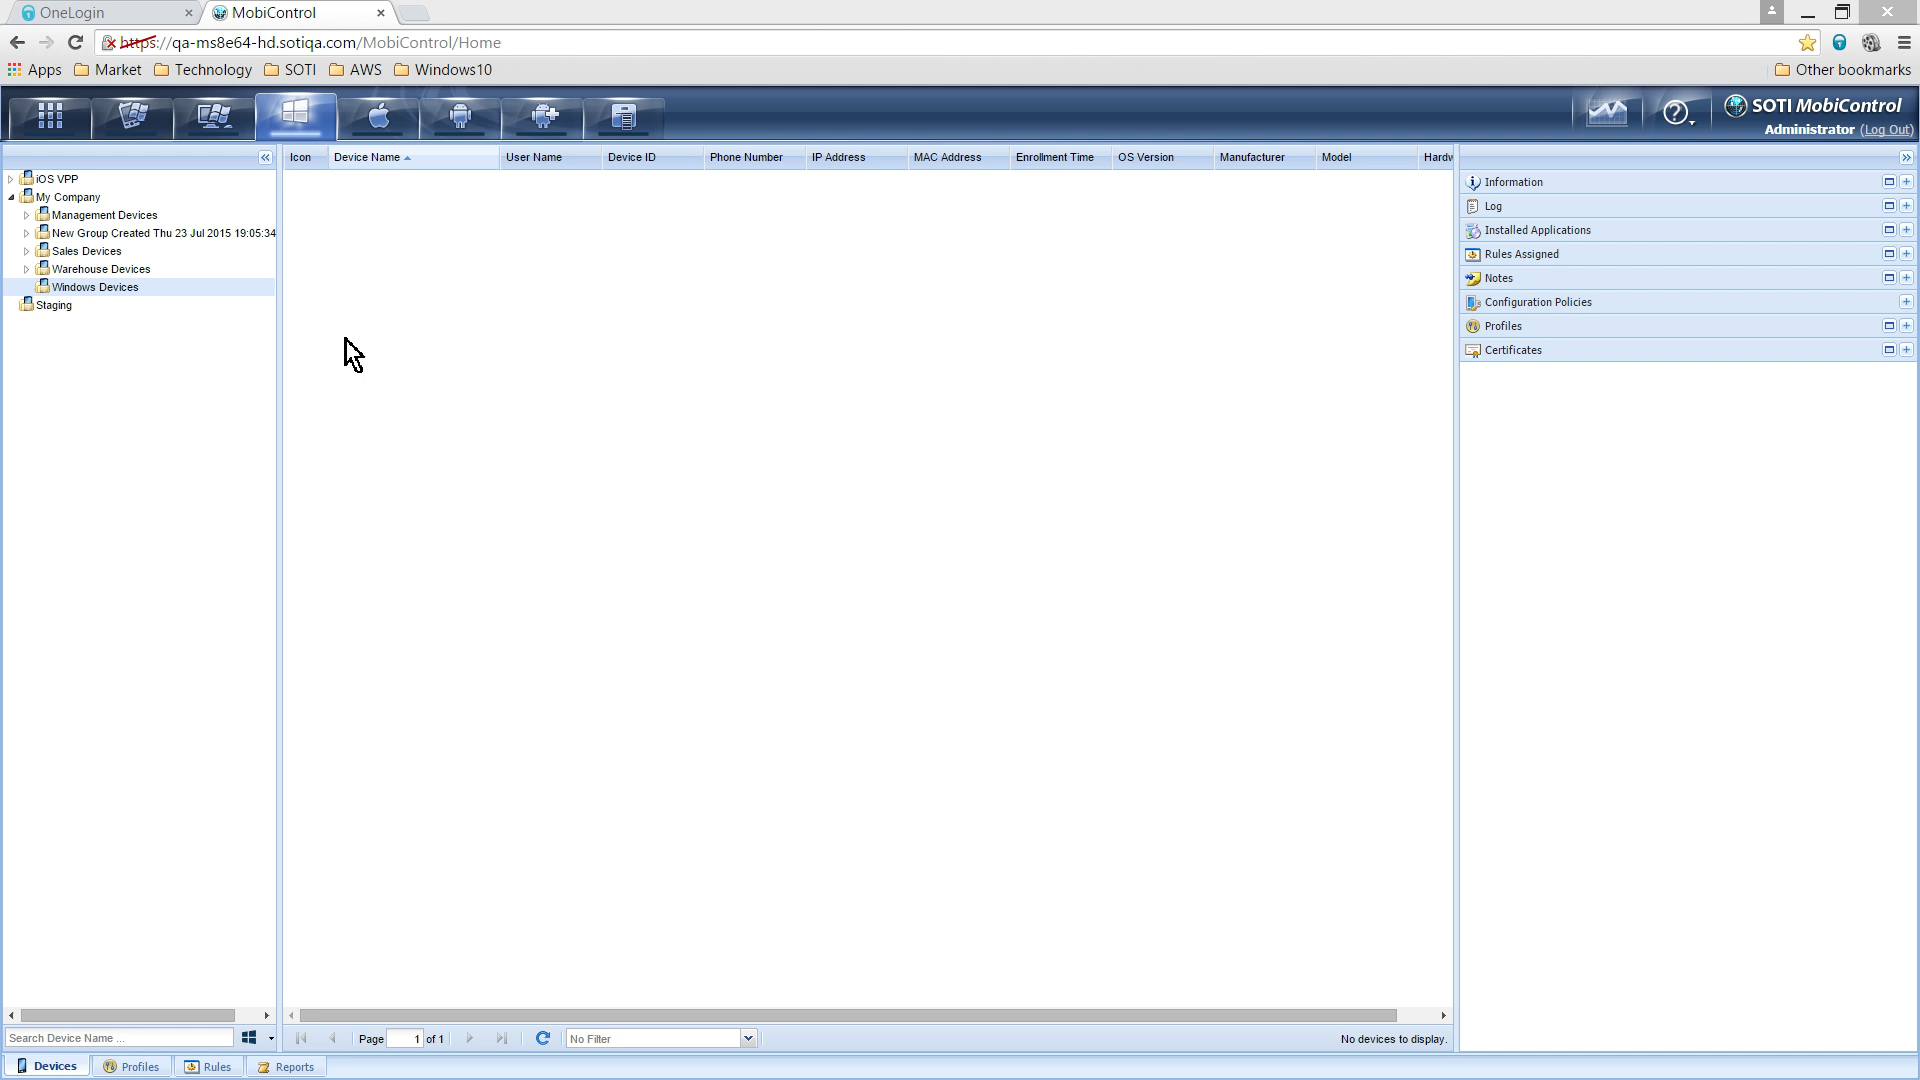 OneLogin
MobiControl
https://qa-ms8e64-hd.sotiqa.com/MobiControl/Home
Apps Market Technology SOTI AWS Windows10 Other bookmarks
SOTI MobiControl
Administrator (Log Out)
Icon Device Name User Name Device ID Phone Number IP Address MAC Address Enrollment Time OS Version Manufacturer Model Hardw
iOS VPP
My Company
Management Devices
New Group Created Thu 23 Jul 2015 19:05:34
Sales Devices
Warehouse Devices
Windows Devices
Staging
Information
Log
Installed Applications
Rules Assigned
Notes
Configuration Policies
Profiles
Certificates
Search Device Name ...
Page 1 of 1
No Filter
No devices to display.
Devices Profiles Rules Reports